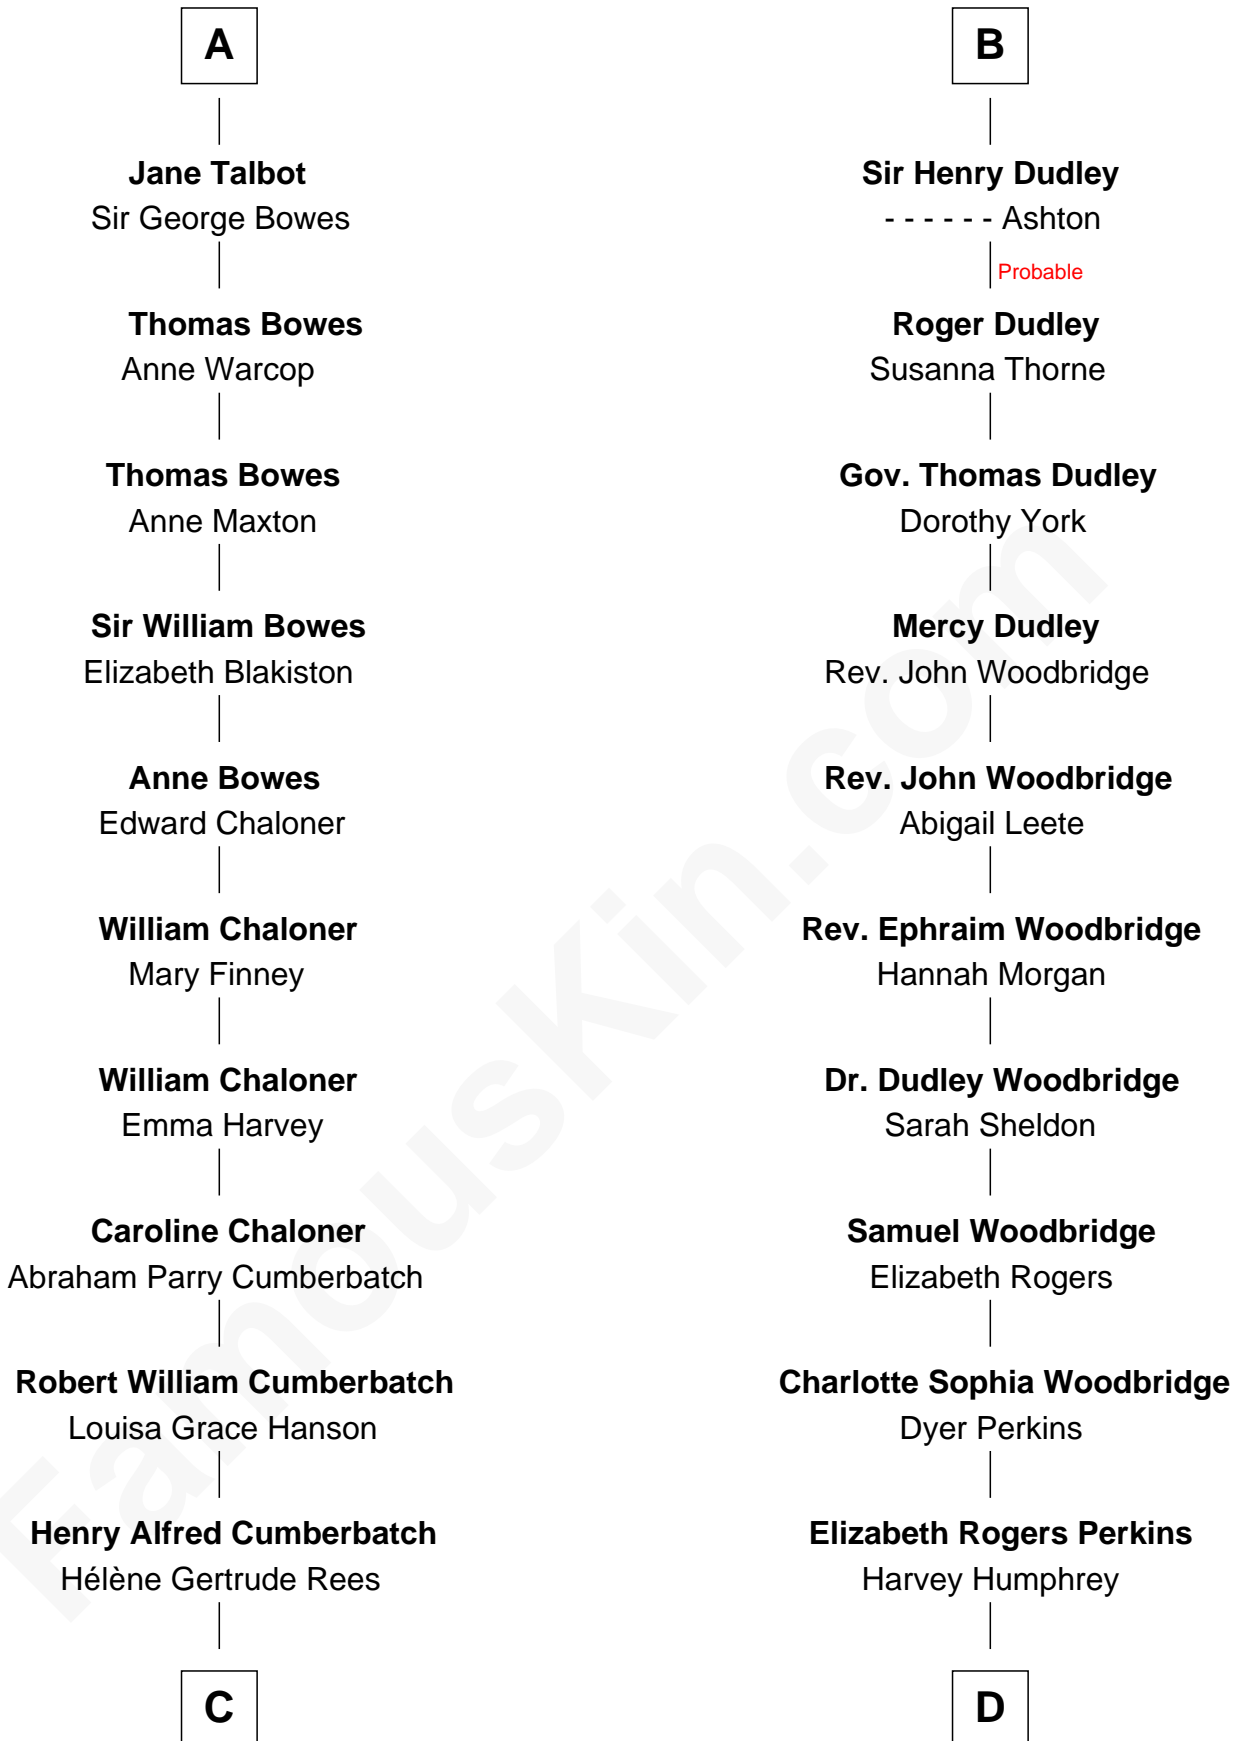 A
Jane Talbot
Sir George Bowes
Thomas Bowes
Anne Warcop
Thomas Bowes
Anne Maxton
Sir William Bowes
Elizabeth Blakiston
Anne Bowes
Edward Chaloner
William Chaloner
Mary Finney
William Chaloner
Emma Harvey
Caroline Chaloner
Abraham Parry Cumberbatch
Robert William Cumberbatch
Louisa Grace Hanson
Henry Alfred Cumberbatch
Hélène Gertrude Rees
C
B
Sir Henry Dudley
- - - - - - Ashton
Probable
Roger Dudley
Susanna Thorne
Gov. Thomas Dudley
Dorothy York
Mercy Dudley
Rev. John Woodbridge
Rev. John Woodbridge
Abigail Leete
Rev. Ephraim Woodbridge
Hannah Morgan
Dr. Dudley Woodbridge
Sarah Sheldon
Samuel Woodbridge
Elizabeth Rogers
Charlotte Sophia Woodbridge
Dyer Perkins
Elizabeth Rogers Perkins
Harvey Humphrey
D
FamousKin.com